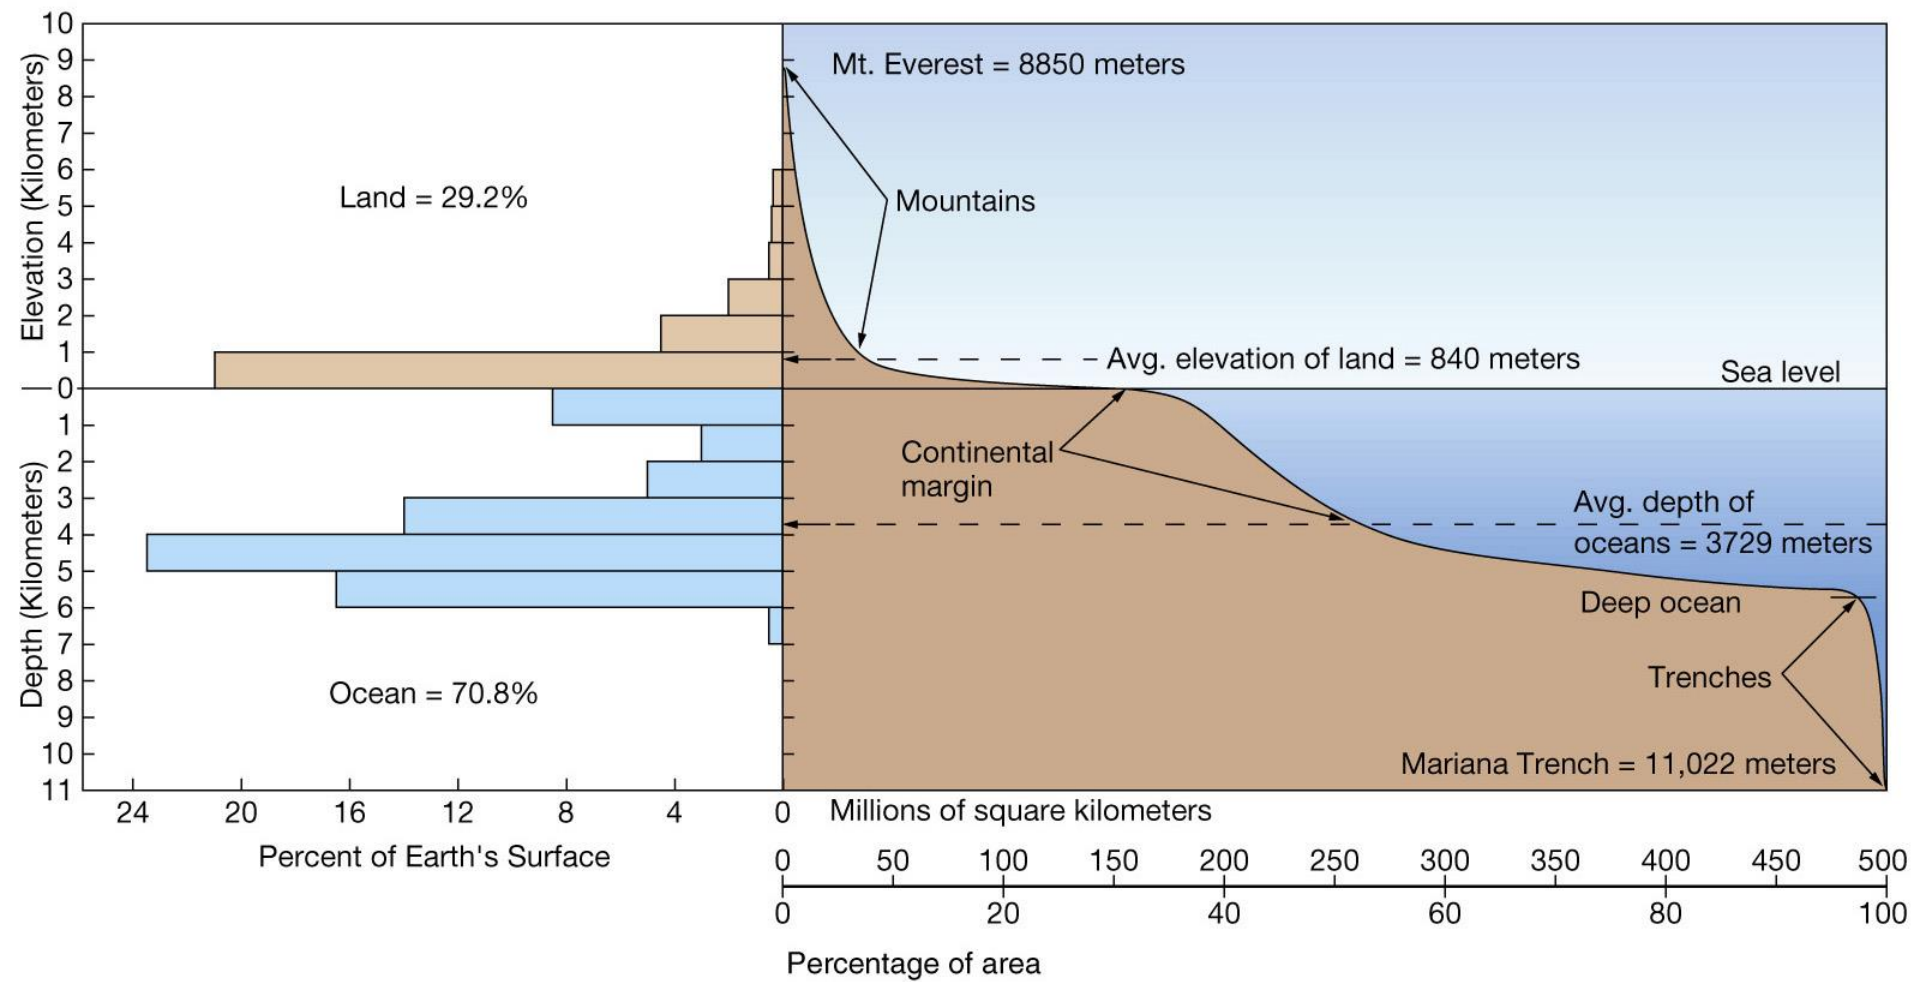 Elevation (Kilometers)
10
9
8
7
6
5
4
3
2
1
0
Depth (Kilometers)
1
2
3
4
5
6
7
8
9
10
11
Land = 29.2%
Ocean = 70.8%
24 20 16 12 8 4 0
Percent of Earth's Surface
Mt. Everest = 8850 meters
Mountains
Avg. elevation of land = 840 meters
Sea level
Continental
margin
Avg. depth of
oceans = 3729 meters
Deep ocean
Trenches
Mariana Trench = 11,022 meters
Millions of square kilometers
0 50 100 150 200 250 300 350 400 450 500
0 20 40 60 80 100
Percentage of area